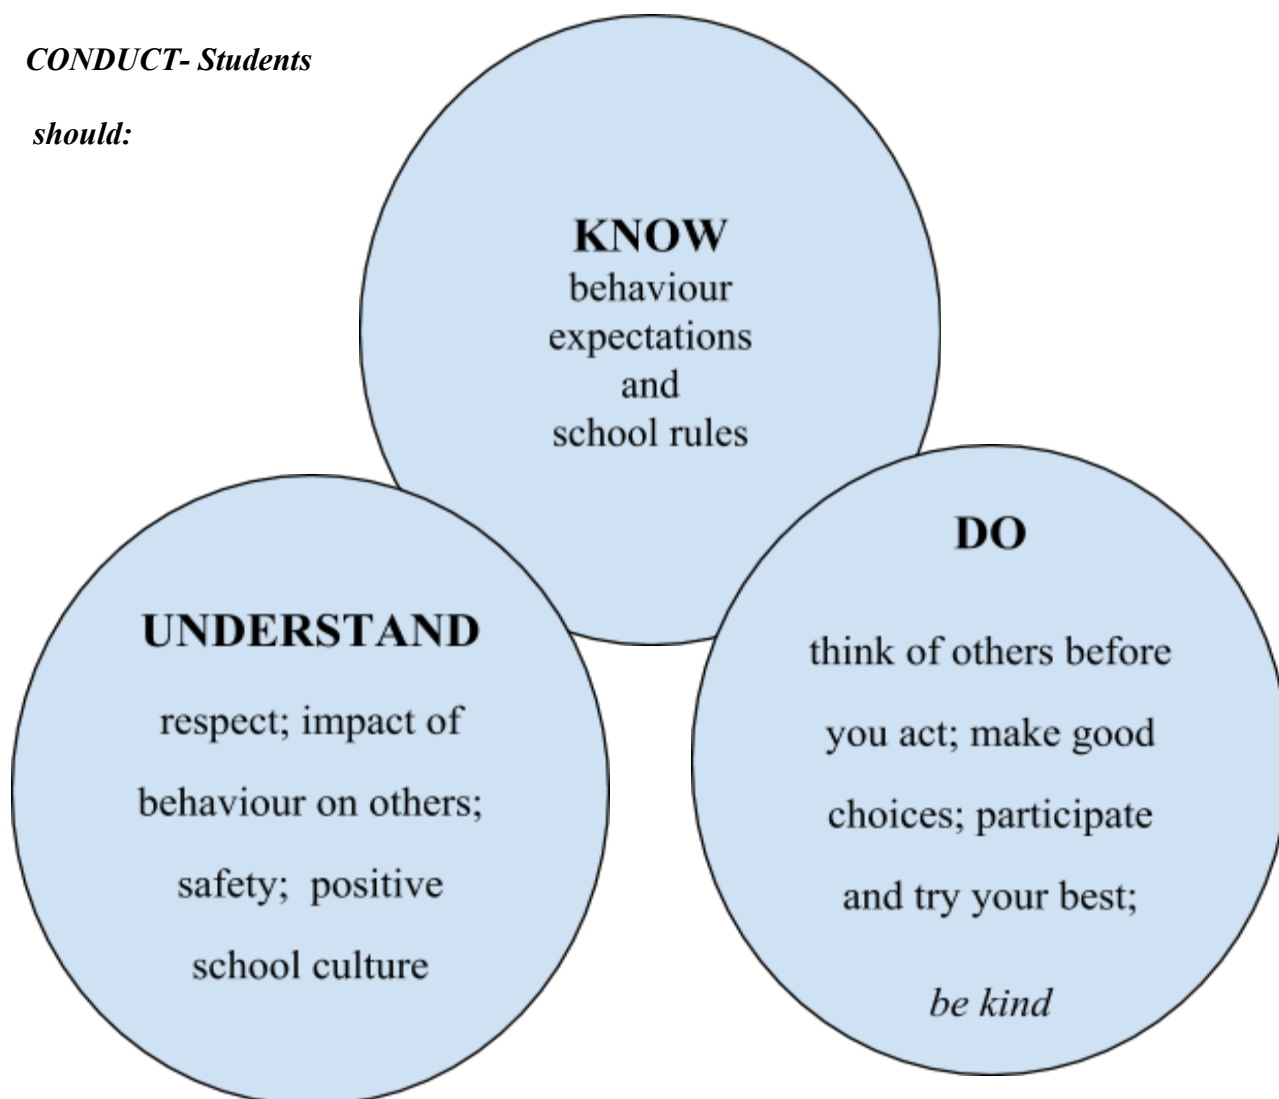 CONDUCT- Students
should:
KNOW
behaviour
expectations
and
school rules
UNDERSTAND
respect; impact of
behaviour on others;
safety;  positive
school culture
DO
think of others before
you act; make good
choices; participate
and try your best;
be kind